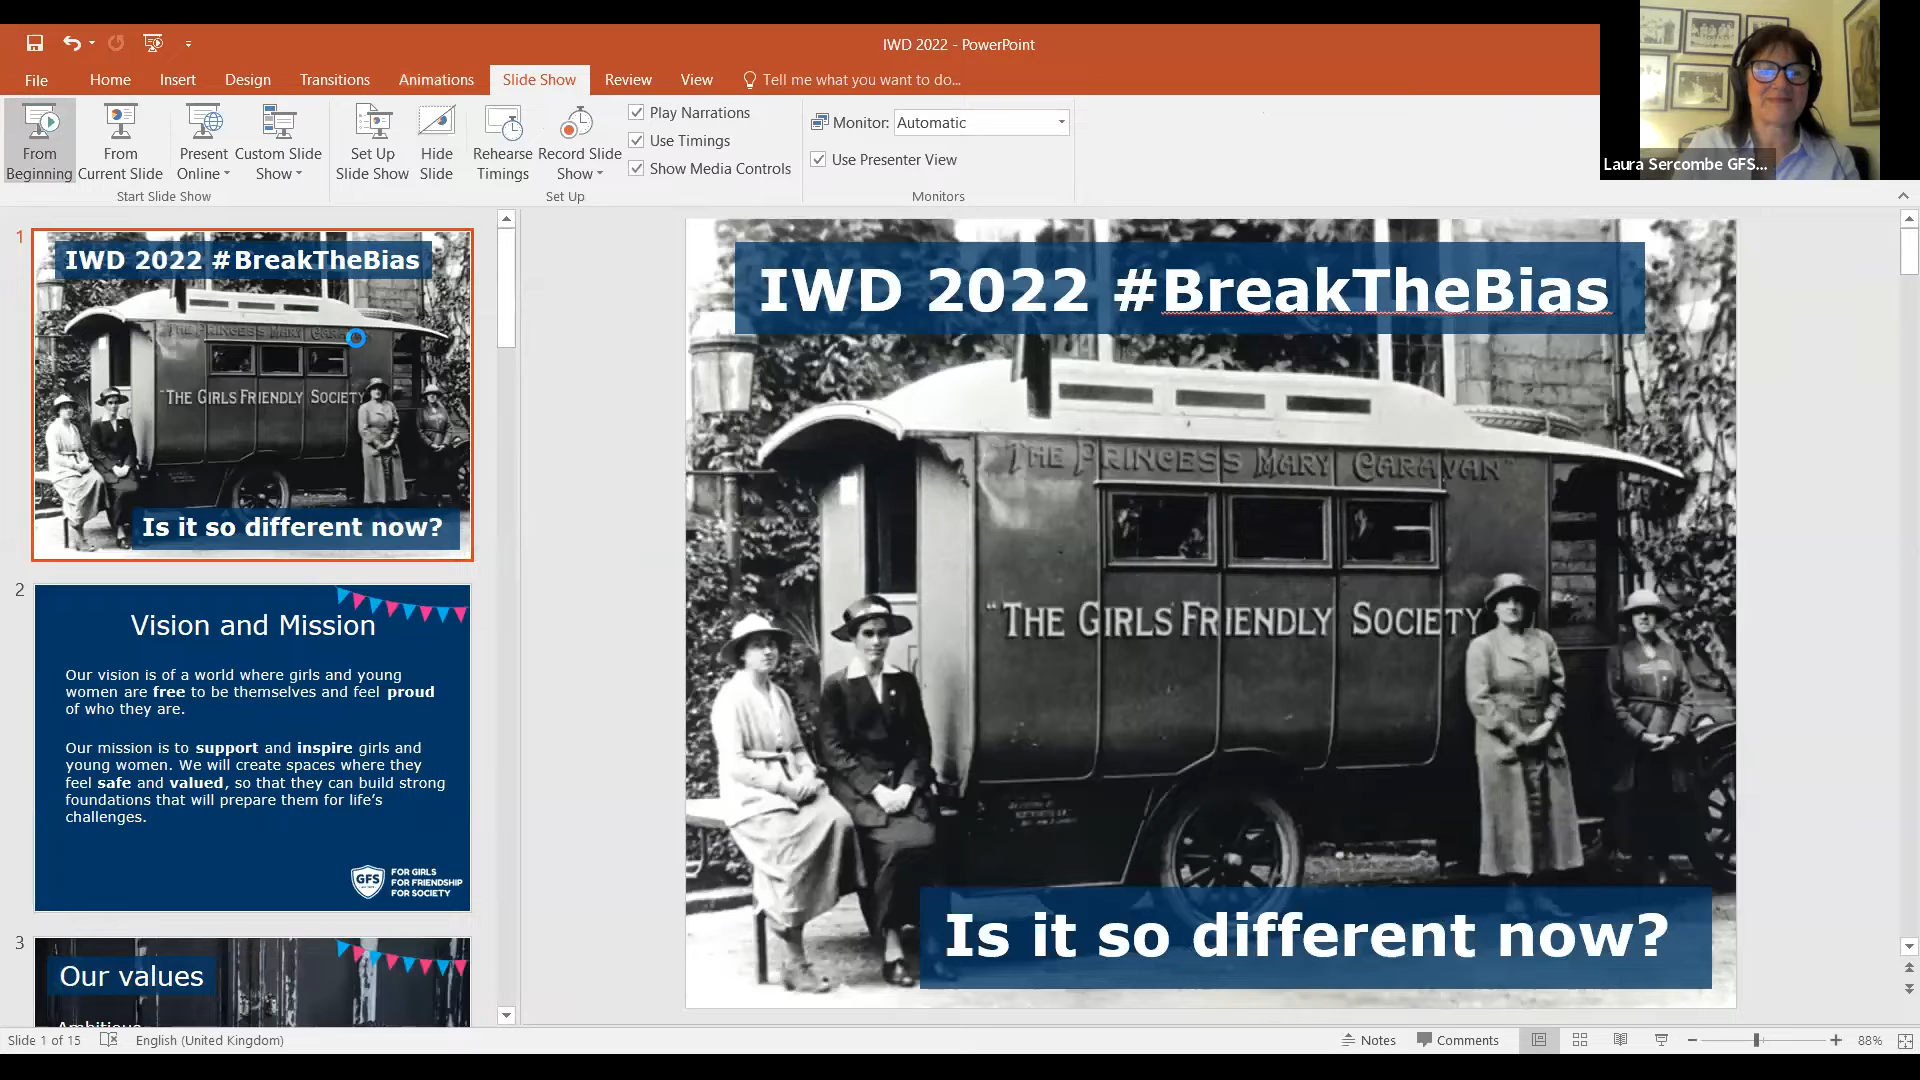 IWD 2022 - PowerPoint
File Home Insert Design Transitions Animations Slide Show Review View Tell me what you want to do...
From Beginning
From Current Slide
Present Online
Custom Slide Show
Start Slide Show
Set Up Slide Show
Hide Slide
Rehearse Timings
Record Slide Show
Play Narrations
Use Timings
Show Media Controls
Set Up
Monitor: Automatic
Use Presenter View
Monitors
Laura Sercombe GFS...
1
IWD 2022 #BreakTheBias
THE PRINCESS MARY CARAVAN
"THE GIRLS FRIENDLY SOCIETY
Is it so different now?
2
Vision and Mission
Our vision is of a world where girls and young
women are free to be themselves and feel proud
of who they are.
Our mission is to support and inspire girls and
young women. We will create spaces where they
feel safe and valued, so that they can build strong
foundations that will prepare them for life's
challenges.
GFS
FOR GIRLS
FOR FRIENDSHIP
FOR SOCIETY
3
Our values
Ambitious
IWD 2022 #BreakTheBias
THE PRINCESS MARY CARAVAN"
"THE GIRLS FRIENDLY SOCIETY
Is it so different now?
Slide 1 of 15 English (United Kingdom) Notes Comments 88%